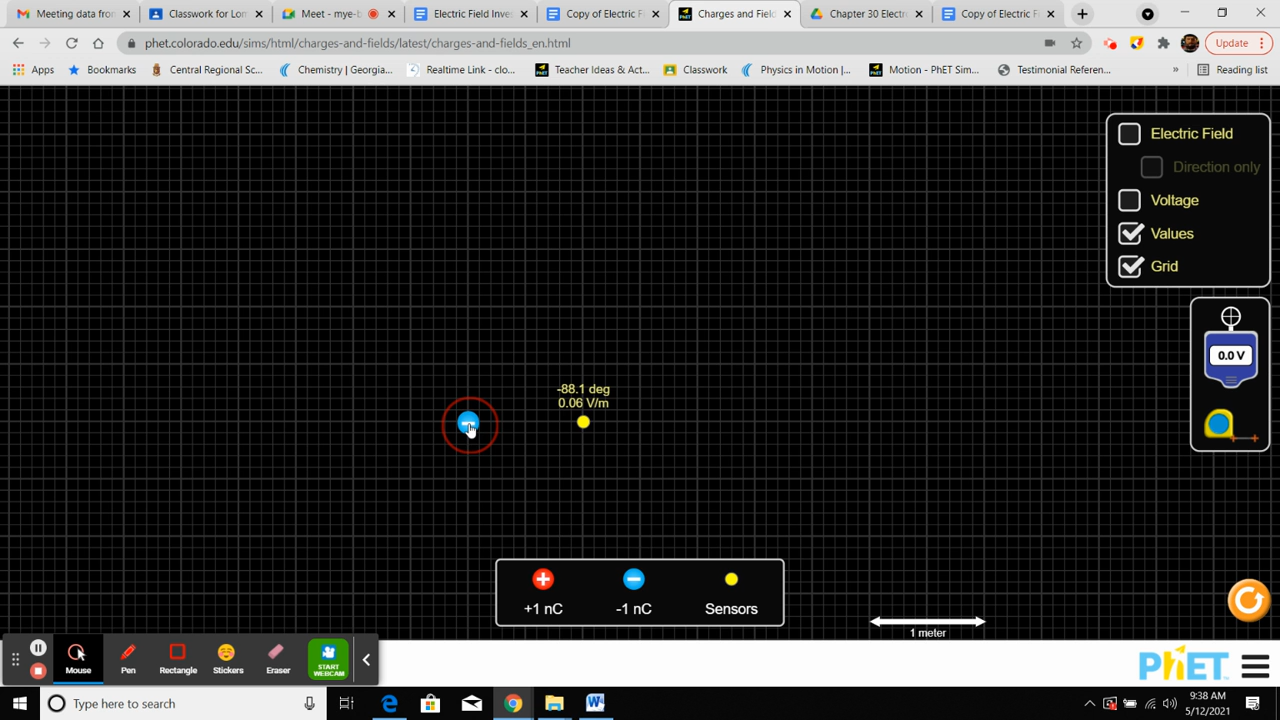 Meeting data from
Classwork for Lor
Meet - mye-b
Electric Field Inves
Copy of Electric F
Charges and Field
Chapter 30 Electro
Copy of Electric Fi
phet.colorado.edu/sims/html/charges-and-fields/latest/charges-and-fields_en.html
Update
Apps
Bookmarks
Central Regional Sc...
Chemistry | Georgia...
Realtime Link - clo...
Teacher Ideas & Act...
Classwork
Physics in Motion |...
Motion - PhET Sim...
Testimonial Referen...
»
Reading list
Electric Field
Direction only
Voltage
Values
Grid
0.0 V
-88.1 deg
0.06 V/m
+1 nC
-1 nC
Sensors
1 meter
Mouse
Pen
Rectangle
Stickers
Eraser
START
WEBCAM
PhET
Type here to search
9:38 AM
5/12/2021